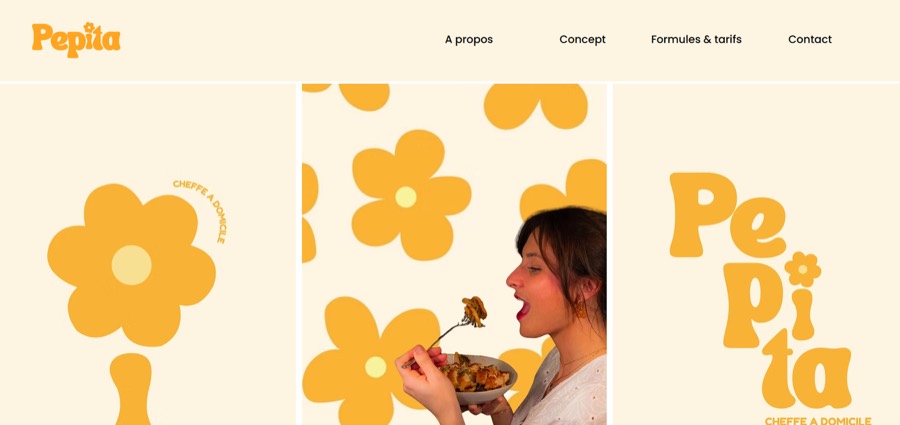 Pepita
A propos
Concept
Formules & tarifs
Contact
CHEFFE A DOMICILE
Pe
Pi
ta
CHEFFE A DOMICILE